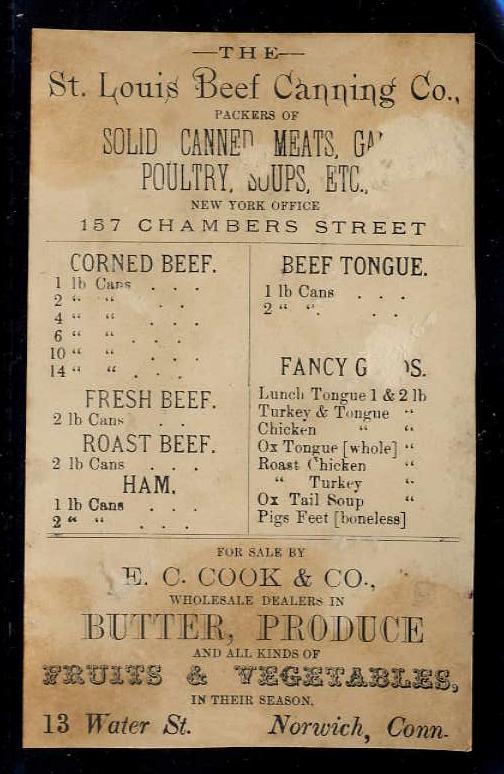 —THE—
St. Louis Beef Canning Co.,
PACKERS OF
SOLID CANNED MEATS,
POULTRY, SOUPS, ETC.,
NEW YORK OFFICE
157 CHAMBERS STREET
CORNED BEEF.
1 lb Cans . . .
2 “ “ . . .
4 “ “ . . .
6 “ “ . . .
10 “ “ . . .
14 “ “ . . .
FRESH BEEF.
2 lb Cans . .
ROAST BEEF.
2 lb Cans . . .
HAM.
1 lb Cans . . .
2 “ “ . . .
BEEF TONGUE.
1 lb Cans . . .
2 “ “ . . .
FANCY GOODS.
Lunch Tongue 1 & 2 lb
Turkey & Tongue “
Chicken “ “
Ox Tongue [whole] “
Roast Chicken “
“ Turkey “
Ox Tail Soup “
Pigs Feet [boneless]
FOR SALE BY
E. C. COOK & CO.,
WHOLESALE DEALERS IN
BUTTER, PRODUCE
AND ALL KINDS OF
FRUITS & VEGETABLES,
IN THEIR SEASON.
13 Water St. Norwich, Conn.